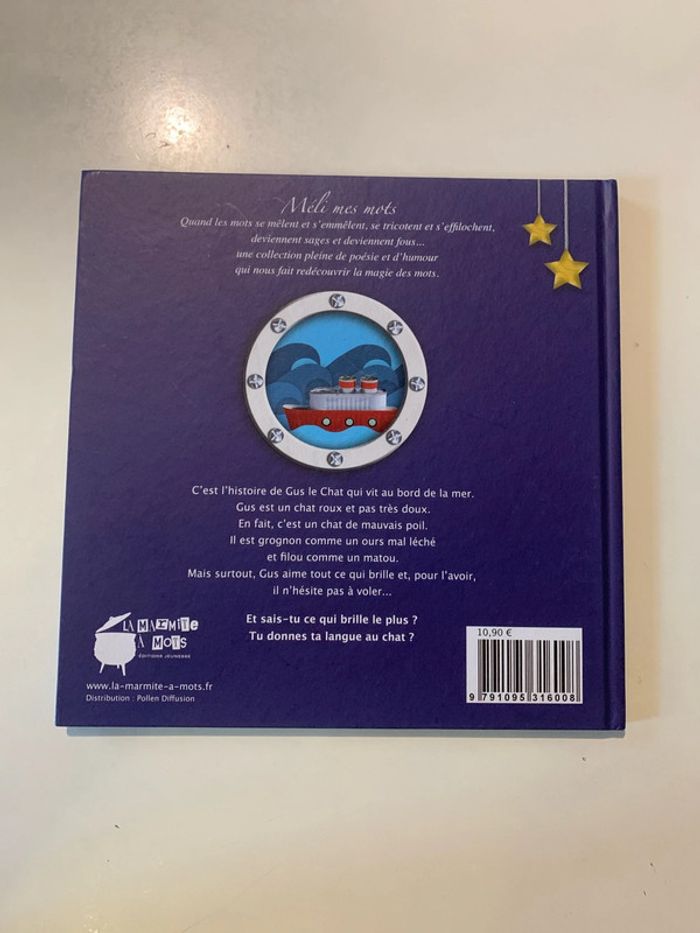 Méli mes mots
Quand les mots se mêlent et s'emmêlent, se tricotent et s'effilochent,
deviennent sages et deviennent fous...
une collection pleine de poésie et d'humour
qui nous fait redécouvrir la magie des mots.
C'est l'histoire de Gus le Chat qui vit au bord de la mer.
Gus est un chat roux et pas très doux.
En fait, c'est un chat de mauvais poil.
Il est grognon comme un ours mal léché
et filou comme un matou.
Mais surtout, Gus aime tout ce qui brille et, pour l'avoir,
il n'hésite pas à voler...
Et sais-tu ce qui brille le plus ?
Tu donnes ta langue au chat ?
LA MARMITE
À MOTS
ÉDITIONS JEUNESSE
www.la-marmite-a-mots.fr
Distribution : Pollen Diffusion
10,90 €
9 791095 316008